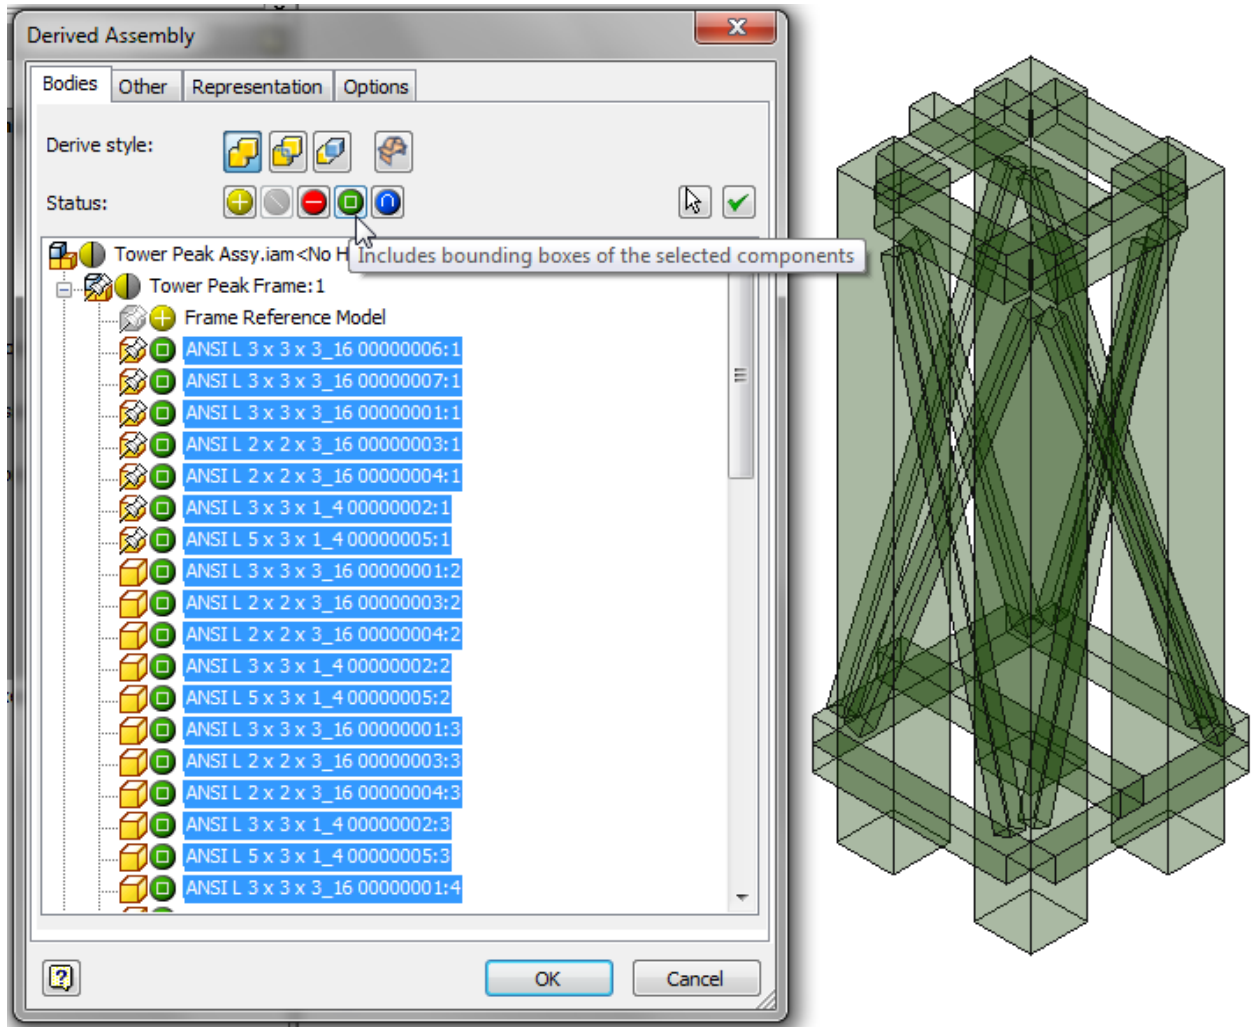 Derived Assembly
Bodies Other Representation Options
Derive style:
Status:
Tower Peak Assy.iam<No H
Includes bounding boxes of the selected components
Tower Peak Frame:1
Frame Reference Model
ANSI L 3 x 3 x 3_16 00000006:1
ANSI L 3 x 3 x 3_16 00000007:1
ANSI L 3 x 3 x 3_16 00000001:1
ANSI L 2 x 2 x 3_16 00000003:1
ANSI L 2 x 2 x 3_16 00000004:1
ANSI L 3 x 3 x 1_4 00000002:1
ANSI L 5 x 3 x 1_4 00000005:1
ANSI L 3 x 3 x 3_16 00000001:2
ANSI L 2 x 2 x 3_16 00000003:2
ANSI L 2 x 2 x 3_16 00000004:2
ANSI L 3 x 3 x 1_4 00000002:2
ANSI L 5 x 3 x 1_4 00000005:2
ANSI L 3 x 3 x 3_16 00000001:3
ANSI L 2 x 2 x 3_16 00000003:3
ANSI L 2 x 2 x 3_16 00000004:3
ANSI L 3 x 3 x 1_4 00000002:3
ANSI L 5 x 3 x 1_4 00000005:3
ANSI L 3 x 3 x 3_16 00000001:4
OK Cancel